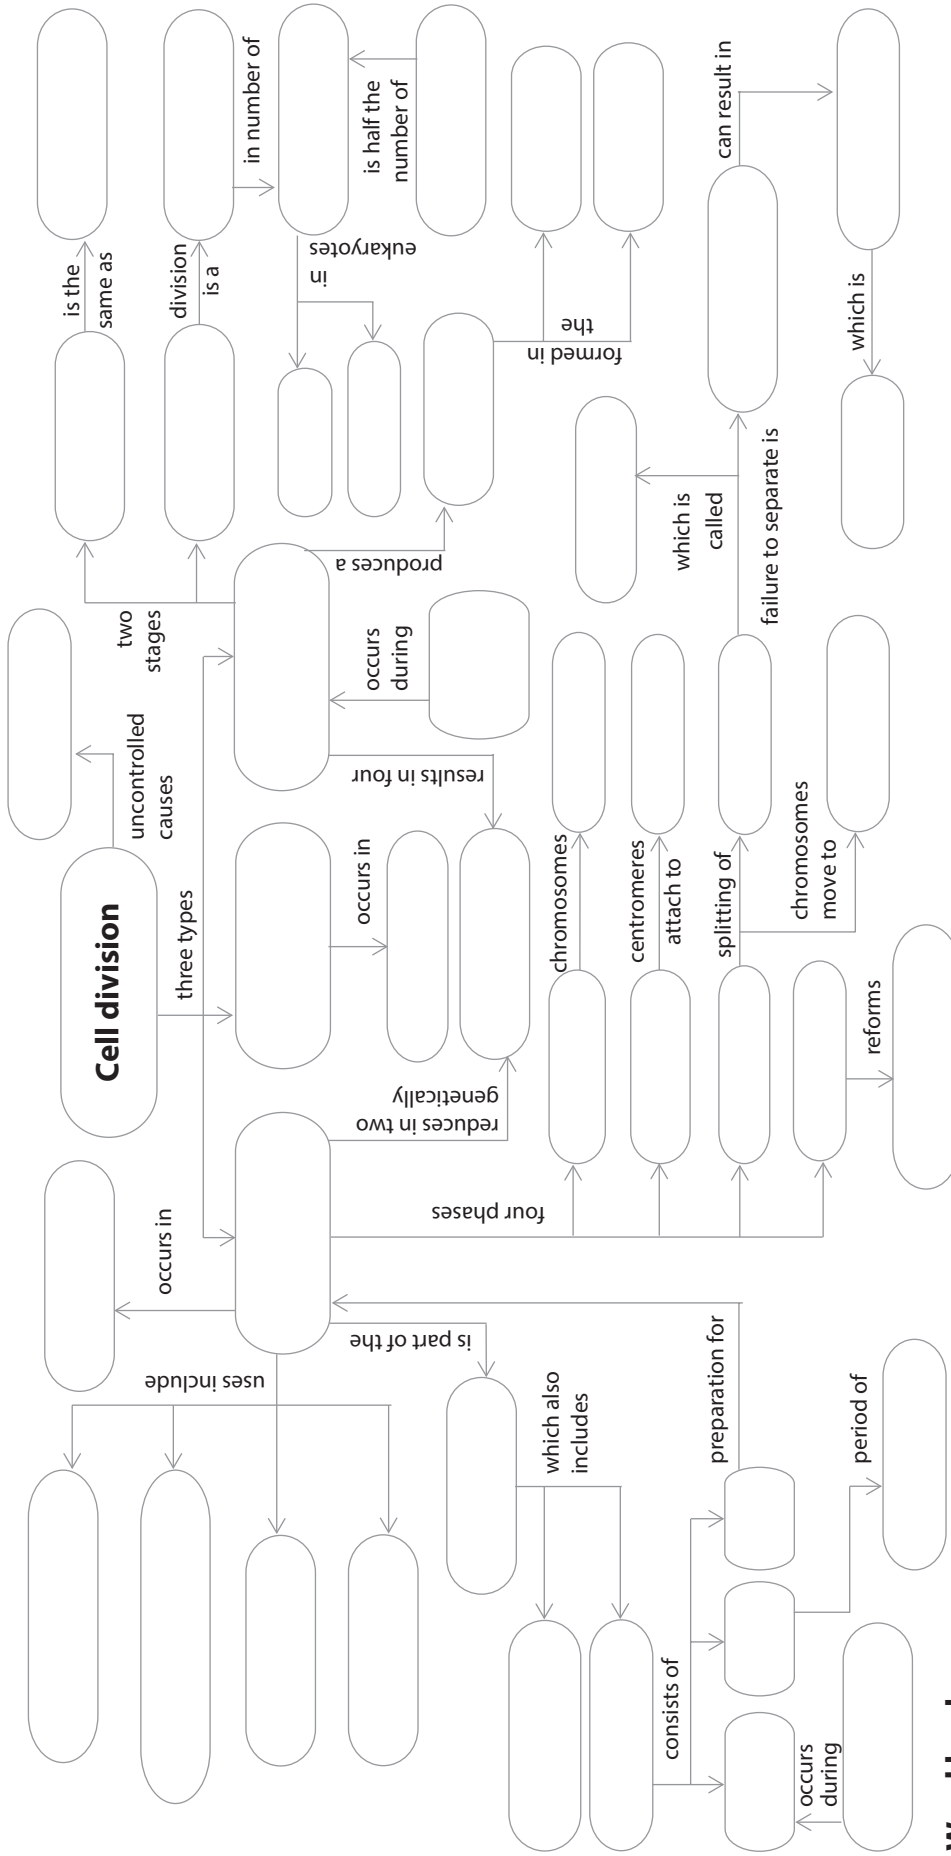 Cell division
uncontrolled
causes
three types
two
stages
is the
same as
division
is a
in number of
is half the
number of
in
eukaryotes
occurs in
uses include
is part of the
reduces in two
genetically
occurs in
results in four
occurs
during
produces a
formed in
the
four phases
chromosomes
centromeres
attach to
splitting of
chromosomes
move to
reforms
failure to separate is
which is
called
can result in
which is
which also
includes
consists of
preparation for
occurs
during
period of